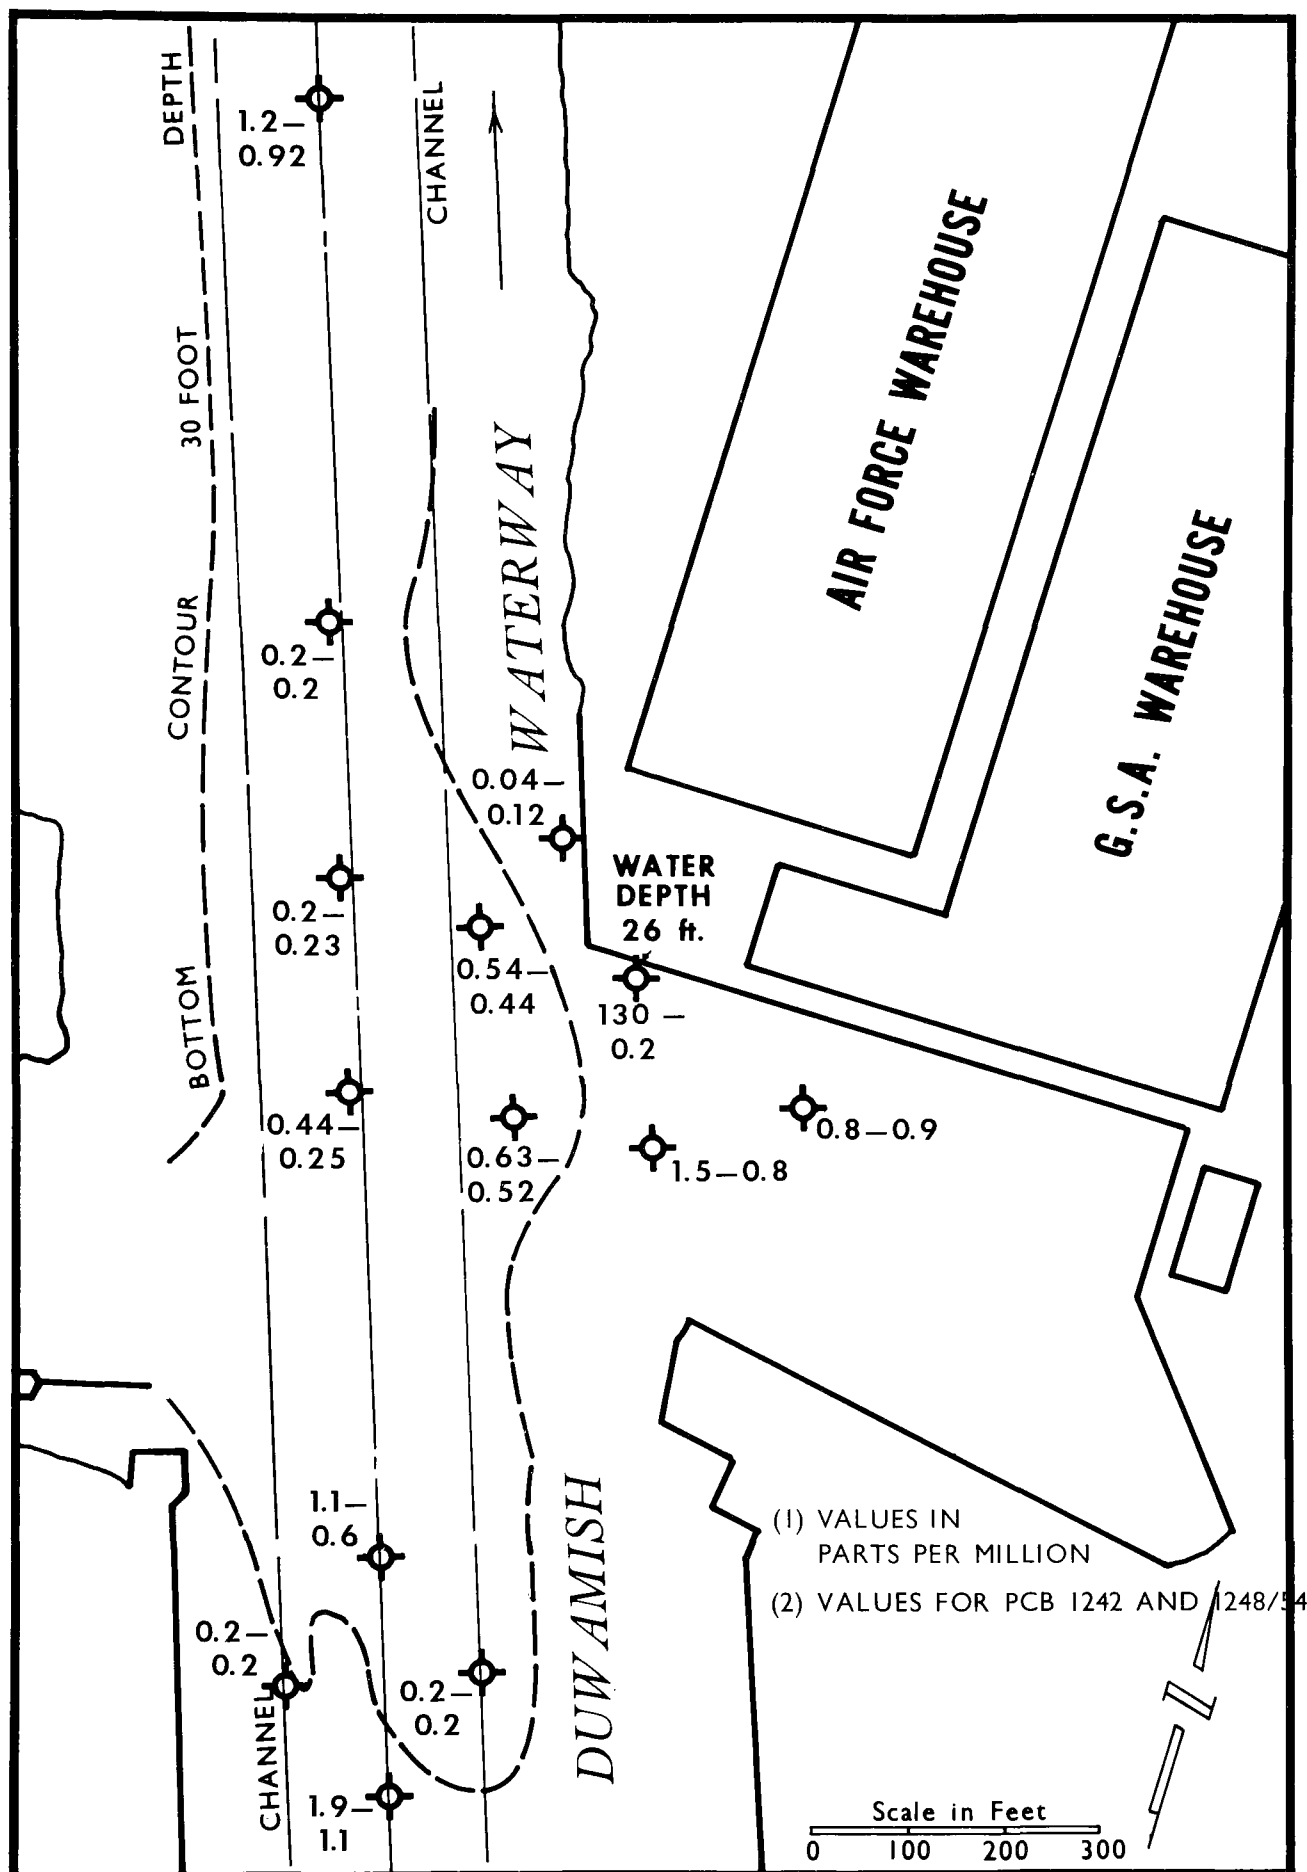 DEPTH
30 FOOT
CONTOUR
BOTTOM
CHANNEL
1.2—
0.92
WATERWAY
AIR FORCE WAREHOUSE
G.S.A. WAREHOUSE
0.2—
0.2
0.04—
0.12
WATER
DEPTH
26 ft.
0.2—
0.23
0.54—
0.44
130 —
0.2
0.44—
0.25
0.63—
0.52
1.5—0.8
0.8—0.9
DUWAMISH
1.1—
0.6
0.2—
0.2
0.2—
0.2
CHANNEL
1.9—
1.1
(1) VALUES IN
PARTS PER MILLION
(2) VALUES FOR PCB 1242 AND 1248/54
N
Scale in Feet
0 100 200 300